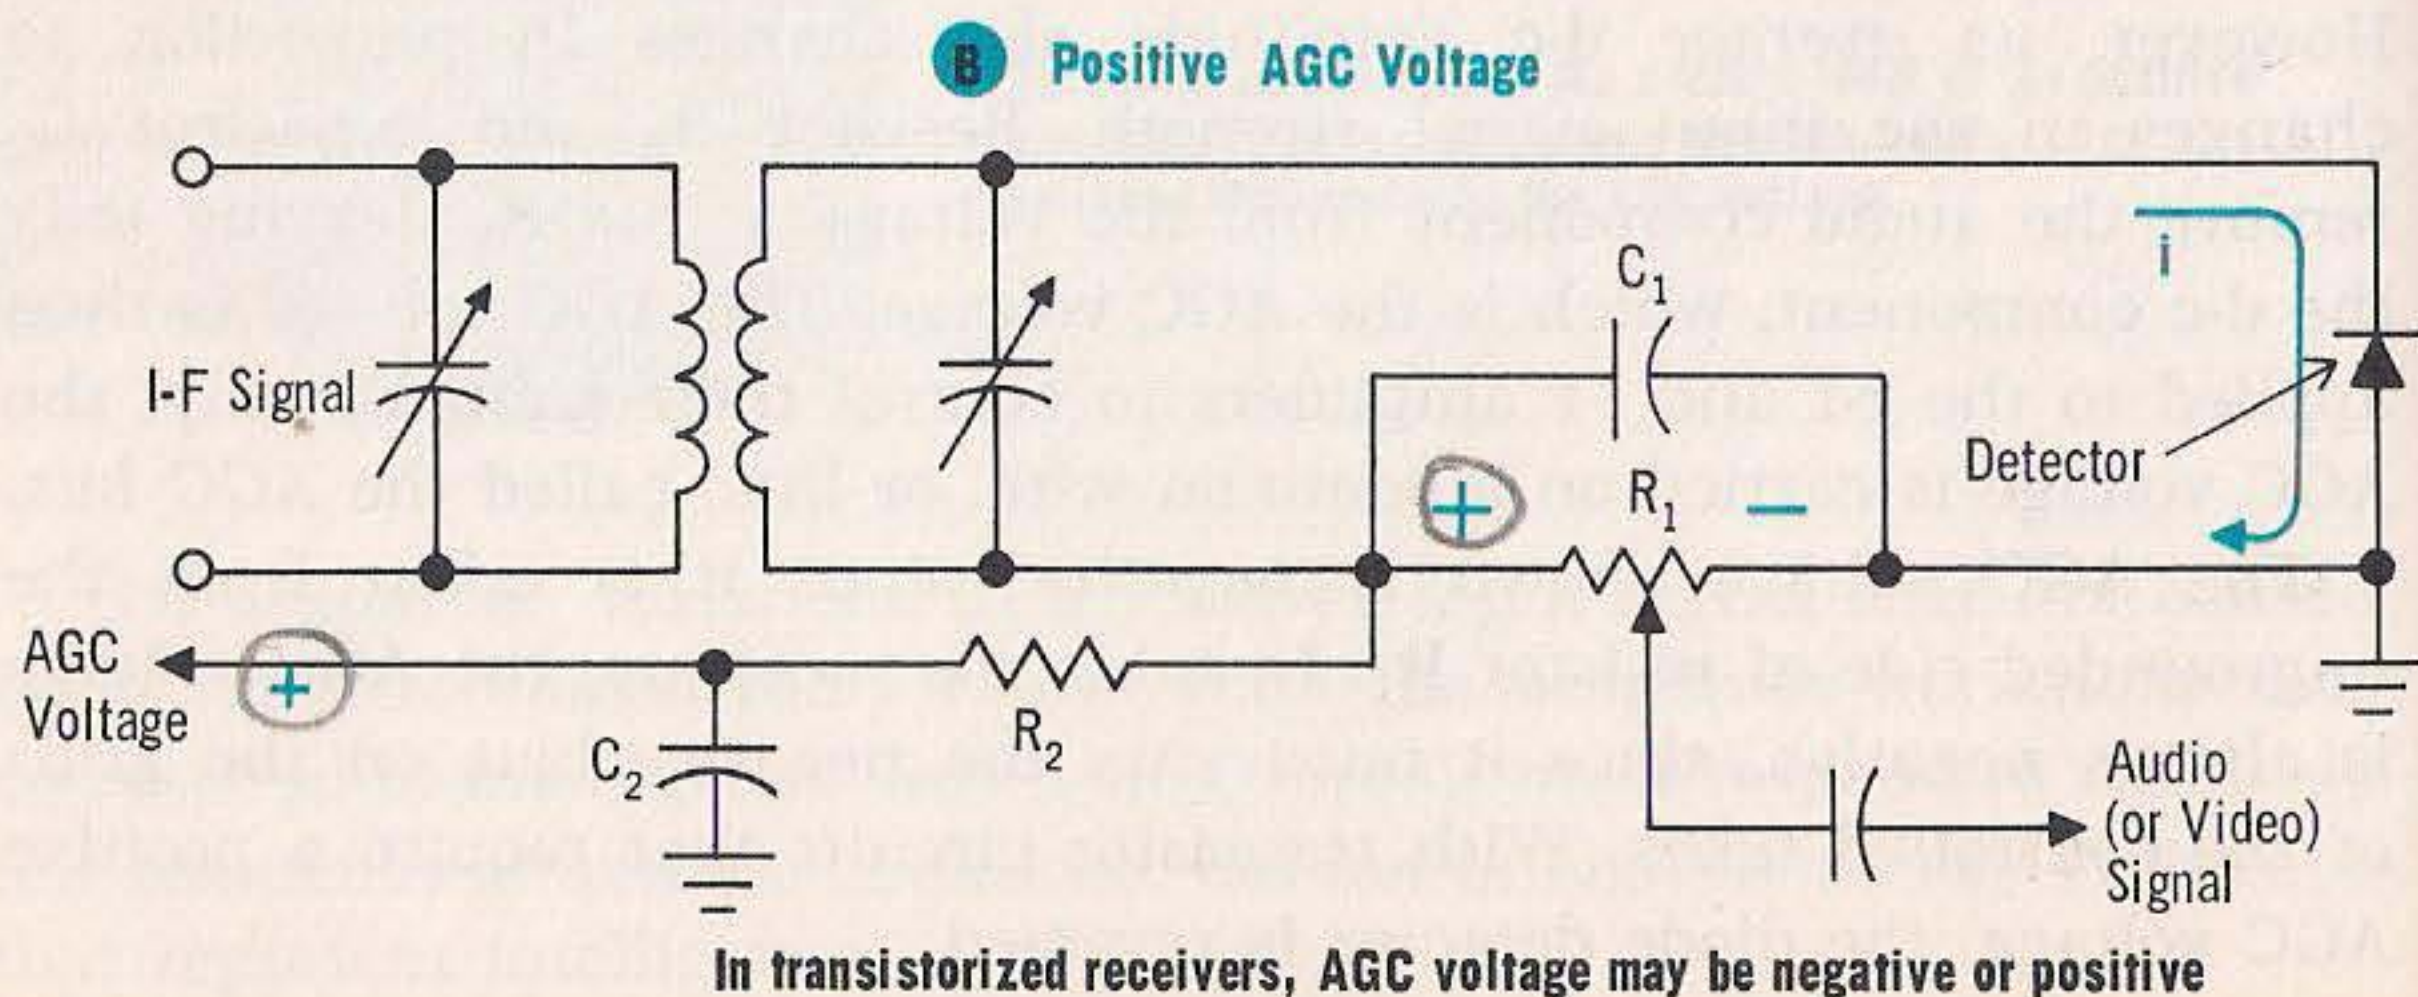 B Positive AGC Voltage
I-F Signal
C1
i
Detector
+ R1 −
AGC
Voltage
+
C2
R2
Audio
(or Video)
Signal
In transistorized receivers, AGC voltage may be negative or positive